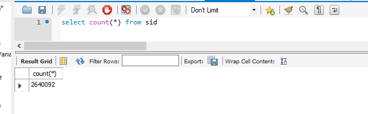 Don't Limit
1 select count(*) from sid
Result Grid Filter Rows: Export: Wrap Cell Content:
count(*)
2640092